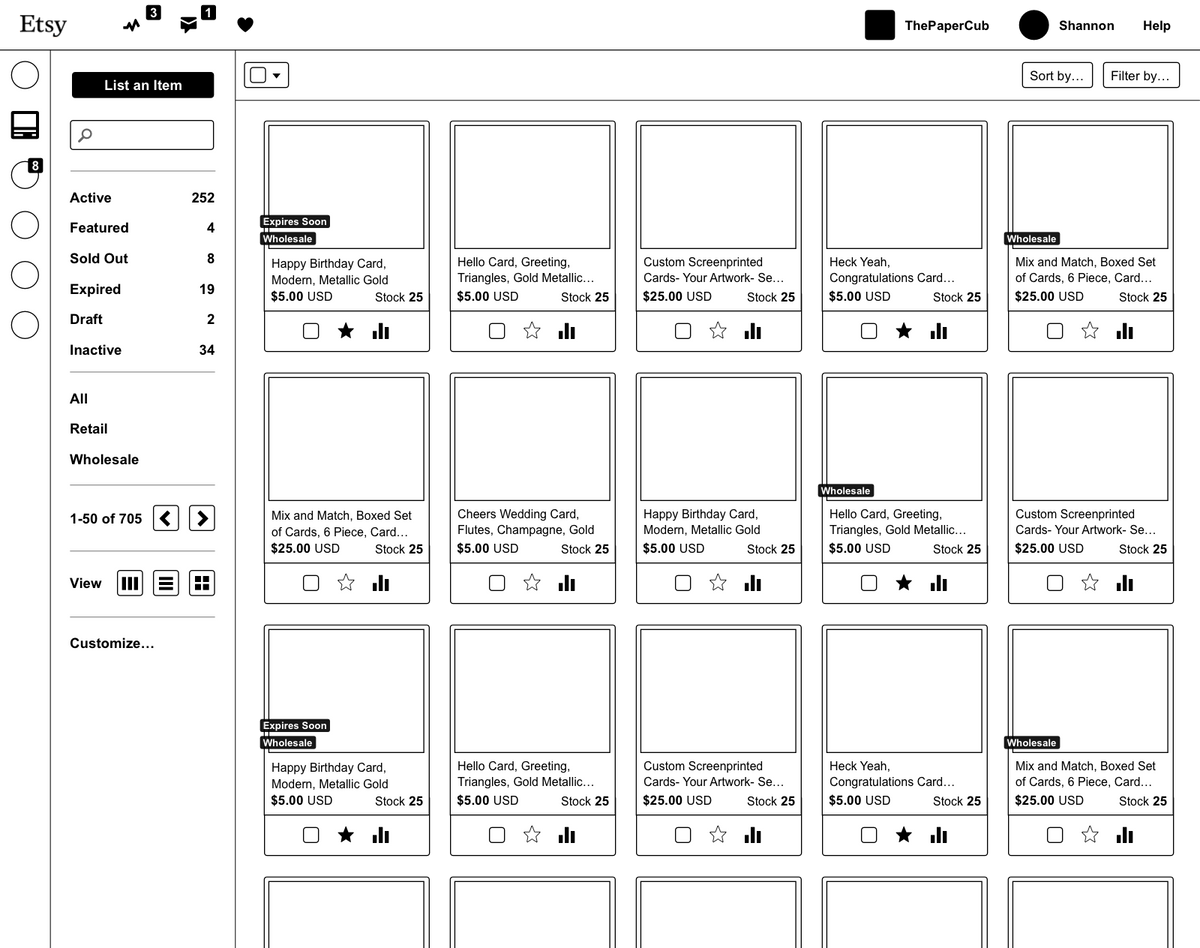 Etsy
3
1
ThePaperCub
Shannon
Help
List an Item
Sort by...
Filter by...
8
Active 252
Featured 4
Sold Out 8
Expired 19
Draft 2
Inactive 34
All
Retail
Wholesale
1-50 of 705
View
Customize...
Expires Soon
Wholesale
Happy Birthday Card,
Modern, Metallic Gold
$5.00 USD Stock 25
Hello Card, Greeting,
Triangles, Gold Metallic...
$5.00 USD Stock 25
Custom Screenprinted
Cards- Your Artwork- Se...
$25.00 USD Stock 25
Heck Yeah,
Congratulations Card...
$5.00 USD Stock 25
Wholesale
Mix and Match, Boxed Set
of Cards, 6 Piece, Card...
$25.00 USD Stock 25
Mix and Match, Boxed Set
of Cards, 6 Piece, Card...
$25.00 USD Stock 25
Cheers Wedding Card,
Flutes, Champagne, Gold
$5.00 USD Stock 25
Happy Birthday Card,
Modern, Metallic Gold
$5.00 USD Stock 25
Wholesale
Hello Card, Greeting,
Triangles, Gold Metallic...
$5.00 USD Stock 25
Custom Screenprinted
Cards- Your Artwork- Se...
$25.00 USD Stock 25
Expires Soon
Wholesale
Happy Birthday Card,
Modern, Metallic Gold
$5.00 USD Stock 25
Hello Card, Greeting,
Triangles, Gold Metallic...
$5.00 USD Stock 25
Custom Screenprinted
Cards- Your Artwork- Se...
$25.00 USD Stock 25
Heck Yeah,
Congratulations Card...
$5.00 USD Stock 25
Wholesale
Mix and Match, Boxed Set
of Cards, 6 Piece, Card...
$25.00 USD Stock 25